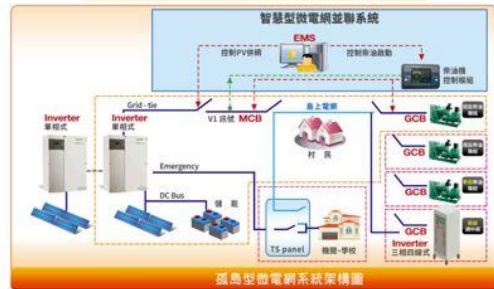 智慧型微電網並聯系統
EMS
控制PV併網
控制柴油啟動
柴油機
控制模組
Grid - tie
V1 訊號
MCB
島上電網
GCB
Inverter
單相式
Inverter
單相式
村 民
GCB
Emergency
DC Bus
儲 能
GCB
TS panel
機關、學校
GCB
Inverter
三相四線式
孤島型微電網系統架構圖